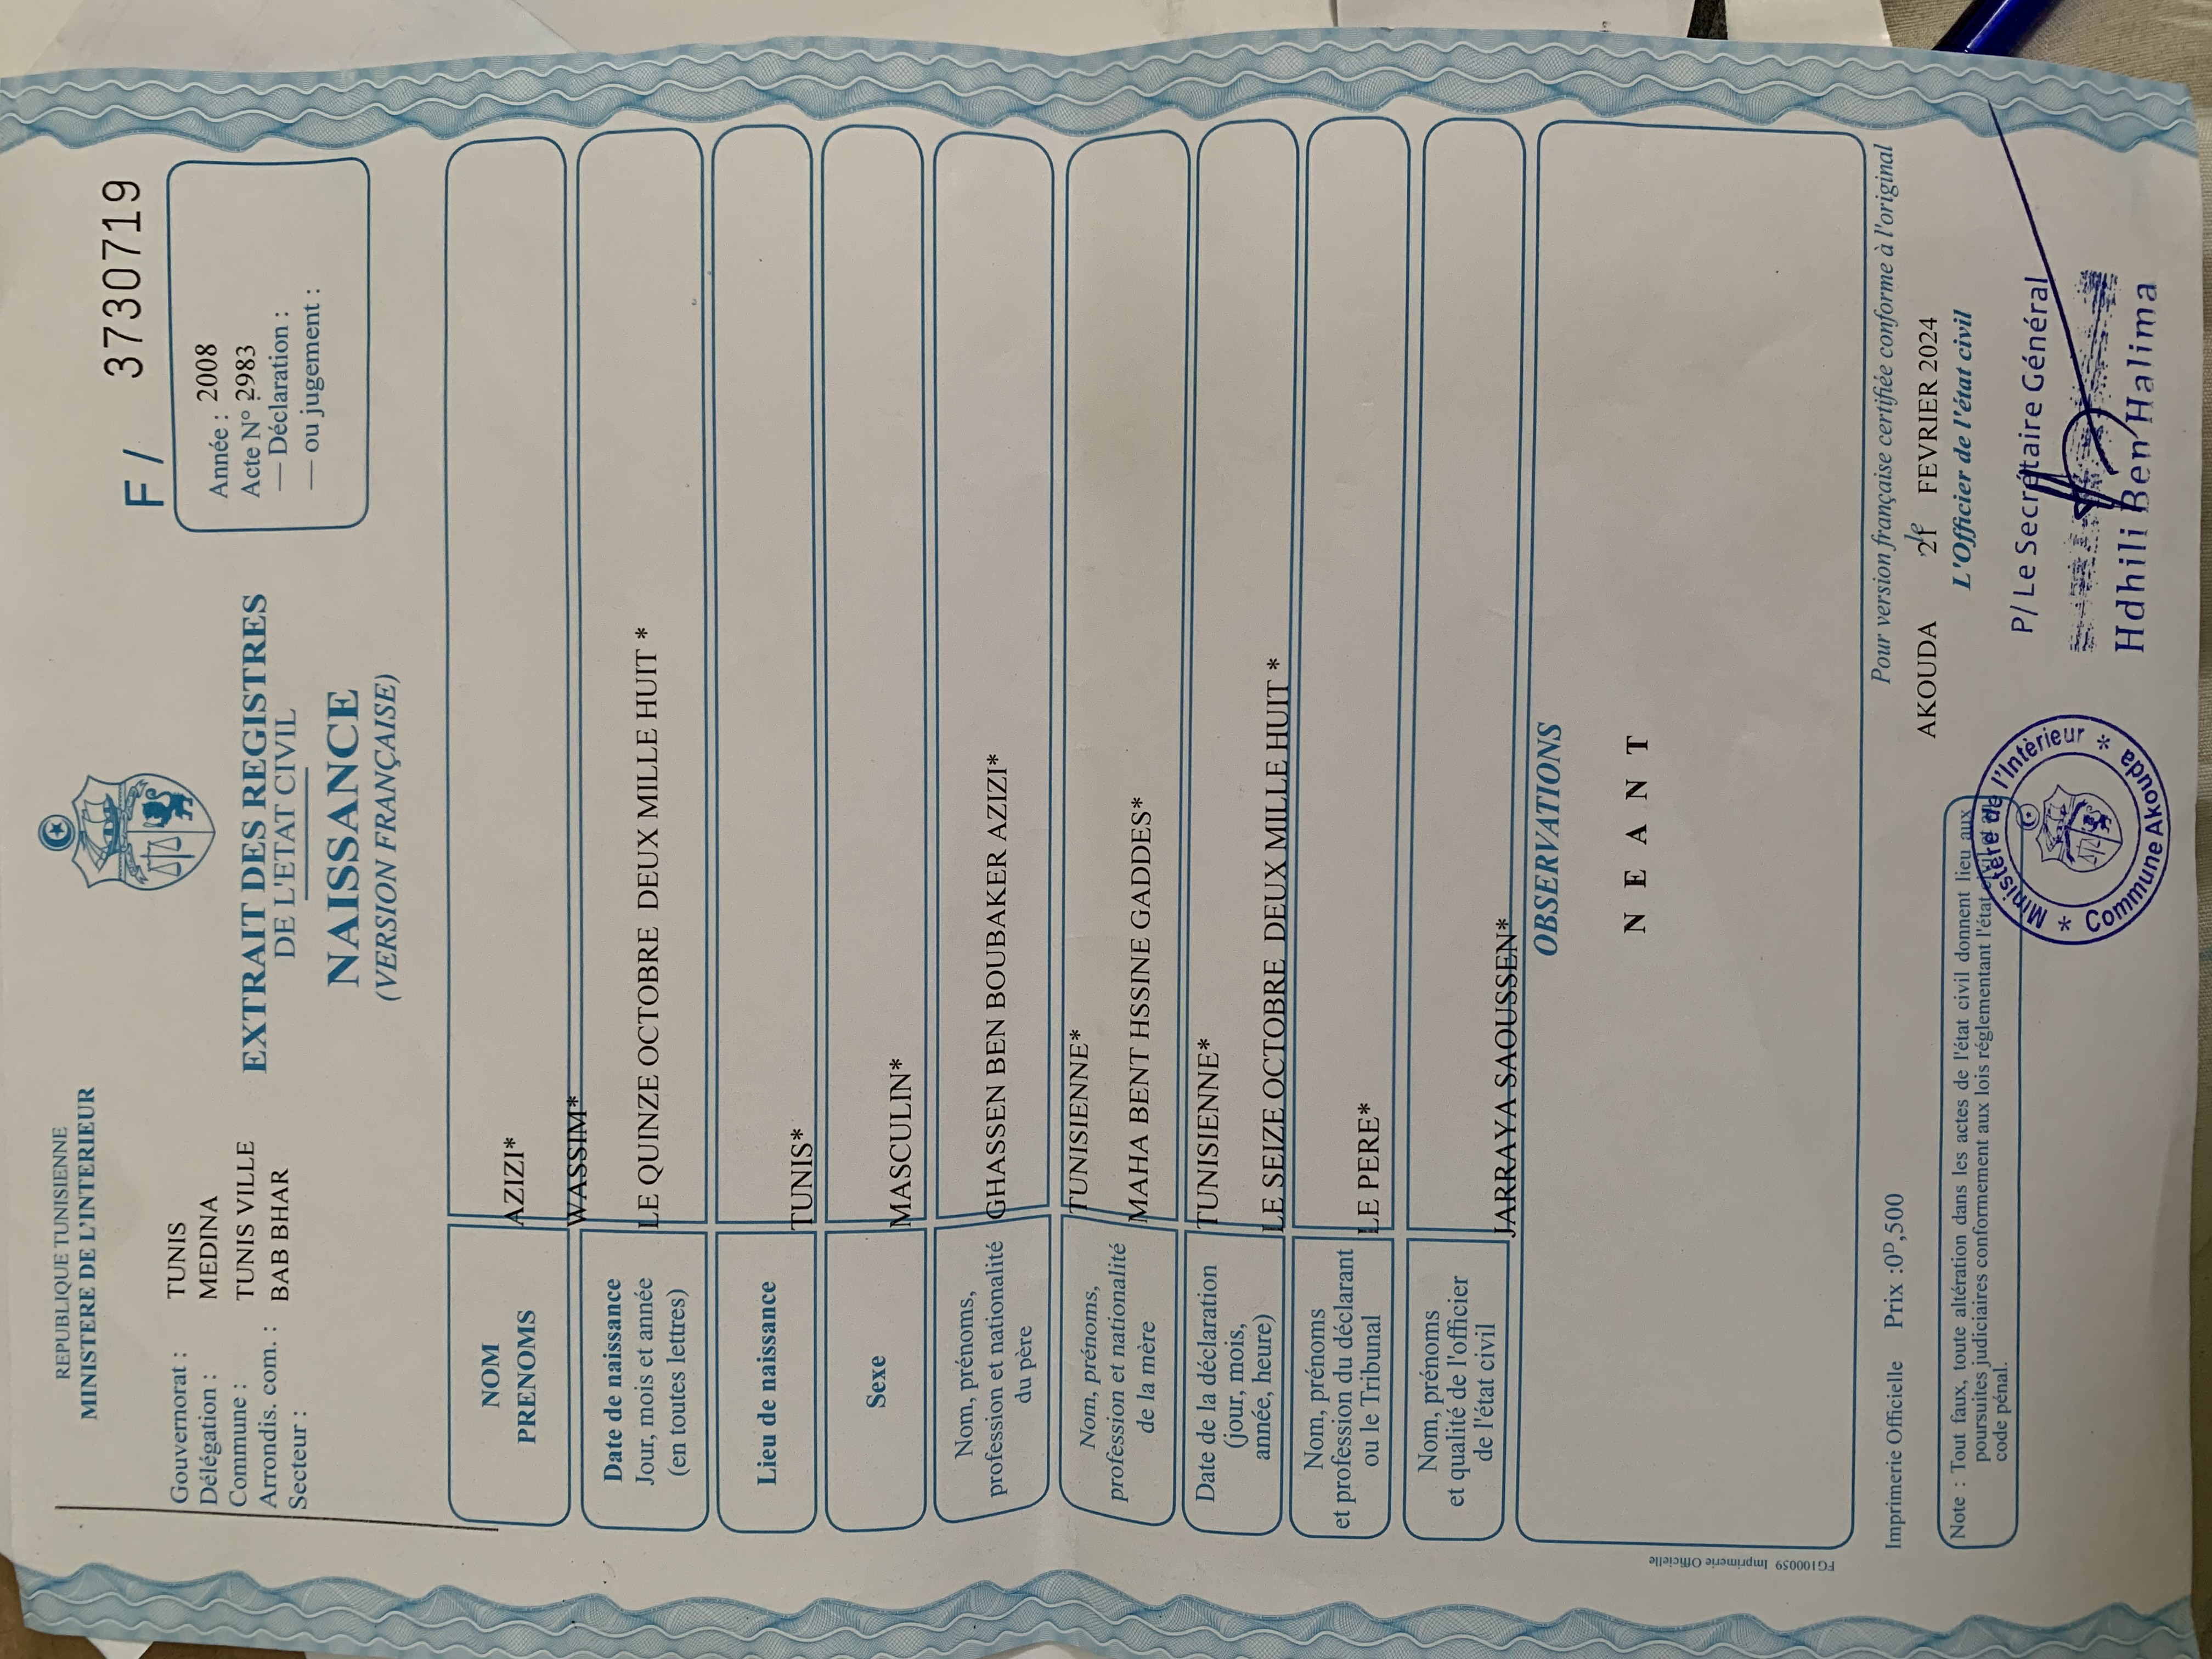 REPUBLIQUE TUNISIENNE
MINISTERE DE L'INTERIEUR
F / 3730719
Gouvernorat : TUNIS
Délégation : MEDINA
Commune : TUNIS VILLE
Arrondis. com. : BAB BHAR
Secteur :
EXTRAIT DES REGISTRES
DE L'ETAT CIVIL
NAISSANCE
(VERSION FRANÇAISE)
Année : 2008
Acte N° 2983
— Déclaration :
— ou jugement :
NOM
AZIZI*
PRENOMS
WASSIM*
Date de naissance
Jour, mois et année
(en toutes lettres)
LE QUINZE OCTOBRE DEUX MILLE HUIT *
Lieu de naissance
TUNIS*
Sexe
MASCULIN*
Nom, prénoms,
profession et nationalité
du père
GHASSEN BEN BOUBAKER AZIZI*
TUNISIENNE*
Nom, prénoms,
profession et nationalité
de la mère
MAHA BENT HSSINE GADDES*
TUNISIENNE*
Date de la déclaration
(jour, mois,
année, heure)
LE SEIZE OCTOBRE DEUX MILLE HUIT *
Nom, prénoms
et profession du déclarant
ou le Tribunal
LE PERE*
Nom, prénoms
et qualité de l'officier
de l'état civil
JARRAYA SAOUSSEN*
OBSERVATIONS
N E A N T
FG100059 Imprimerie Officielle
Imprimerie Officielle Prix :0D,500
Pour version française certifiée conforme à l'original
AKOUDA FEVRIER 2024
L'Officier de l'état civil
P/ Le Secrétaire Général
Hdhili Ben Halima
Note : Tout faux, toute altération dans les actes de l'état civil donnent lieu aux
poursuites judiciaires conformement aux lois réglementant l'état
code pénal.
Ministère de l'Intèrieur * Commune Akouda *